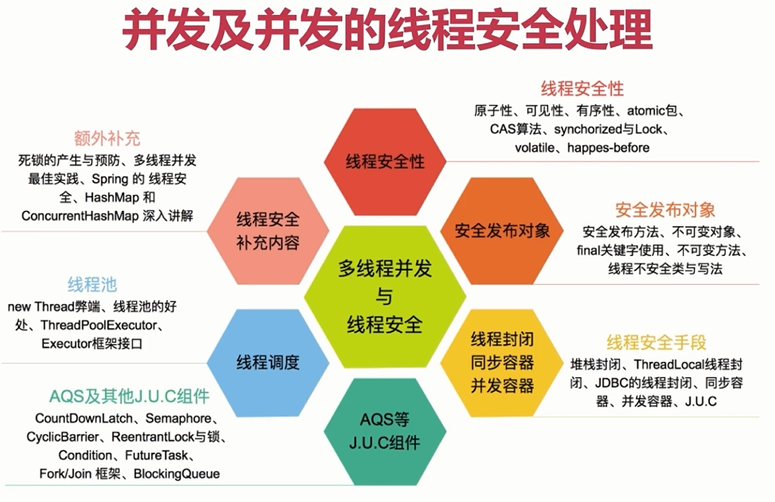 并发及并发的线程安全处理
线程安全性
原子性、可见性、有序性、atomic包、
CAS算法、synchorized与Lock、
volatile、happes-before
额外补充
死锁的产生与预防、多线程并发
最佳实践、Spring 的 线程安
全、HashMap 和
ConcurrentHashMap 深入讲解
线程安全性
线程安全
补充内容
安全发布对象
安全发布对象
安全发布方法、不可变对象、
final关键字使用、不可变方法、
线程不安全类与写法
多线程并发
与
线程安全
线程池
new Thread弊端、线程池的好
处、ThreadPoolExecutor、
Executor框架接口
线程调度
线程封闭
同步容器
并发容器
线程安全手段
堆栈封闭、ThreadLocal线程封
闭、JDBC的线程封闭、同步容
器、并发容器、J.U.C
AQS及其他J.U.C组件
CountDownLatch、Semaphore、
CyclicBarrier、ReentrantLock与锁、
Condition、FutureTask、
Fork/Join 框架、BlockingQueue
AQS等
J.U.C组件